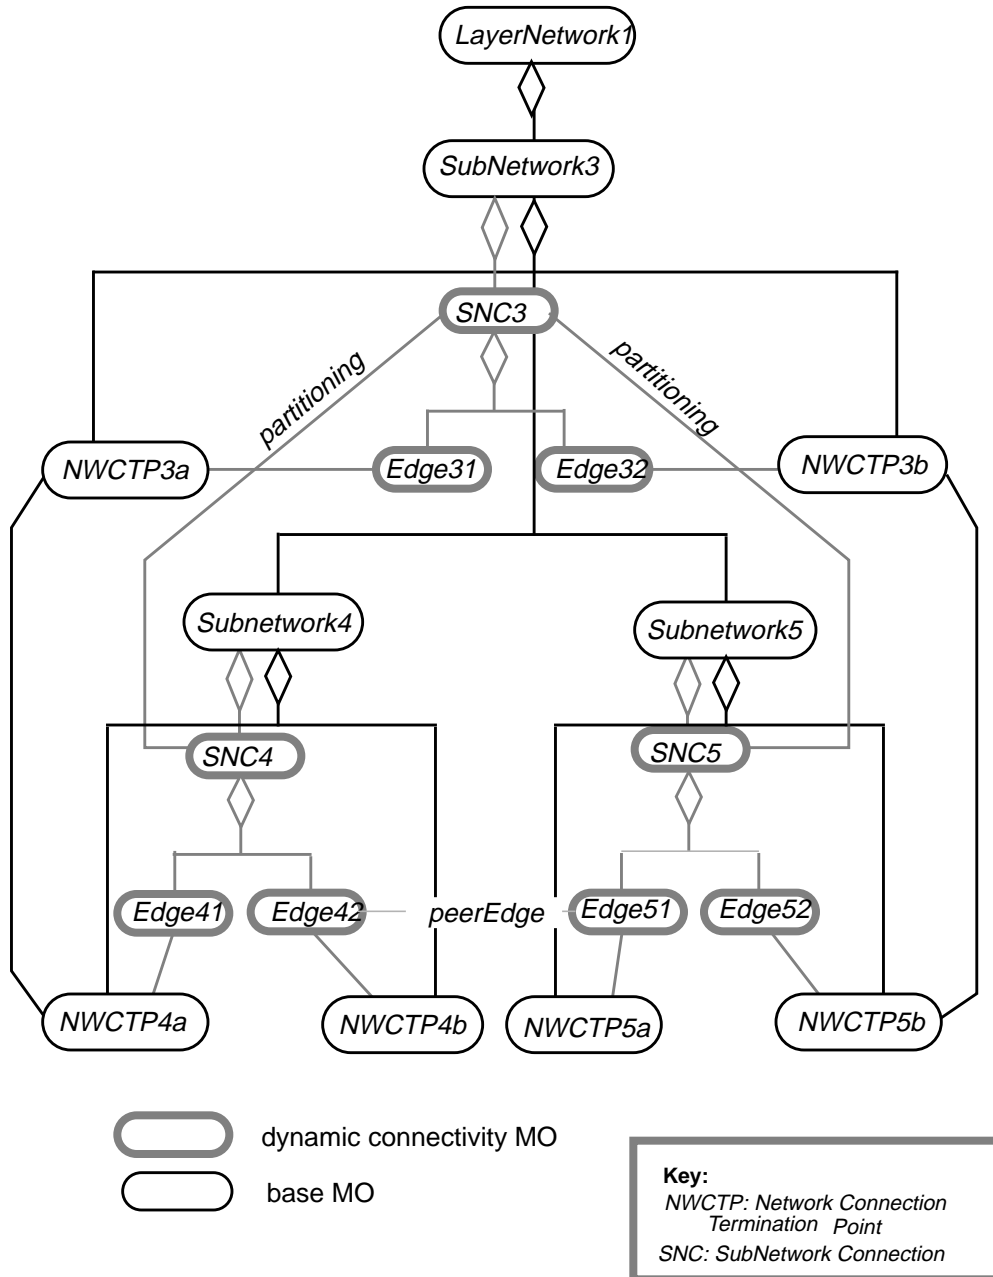 LayerNetwork1
SubNetwork3
SNC3
partitioning
partitioning
NWCTP3a
Edge31
Edge32
NWCTP3b
Subnetwork4
Subnetwork5
SNC4
SNC5
Edge41
Edge42
peerEdge
Edge51
Edge52
NWCTP4a
NWCTP4b
NWCTP5a
NWCTP5b
dynamic connectivity MO
base MO
Key:
NWCTP: Network Connection
Termination Point
SNC: SubNetwork Connection